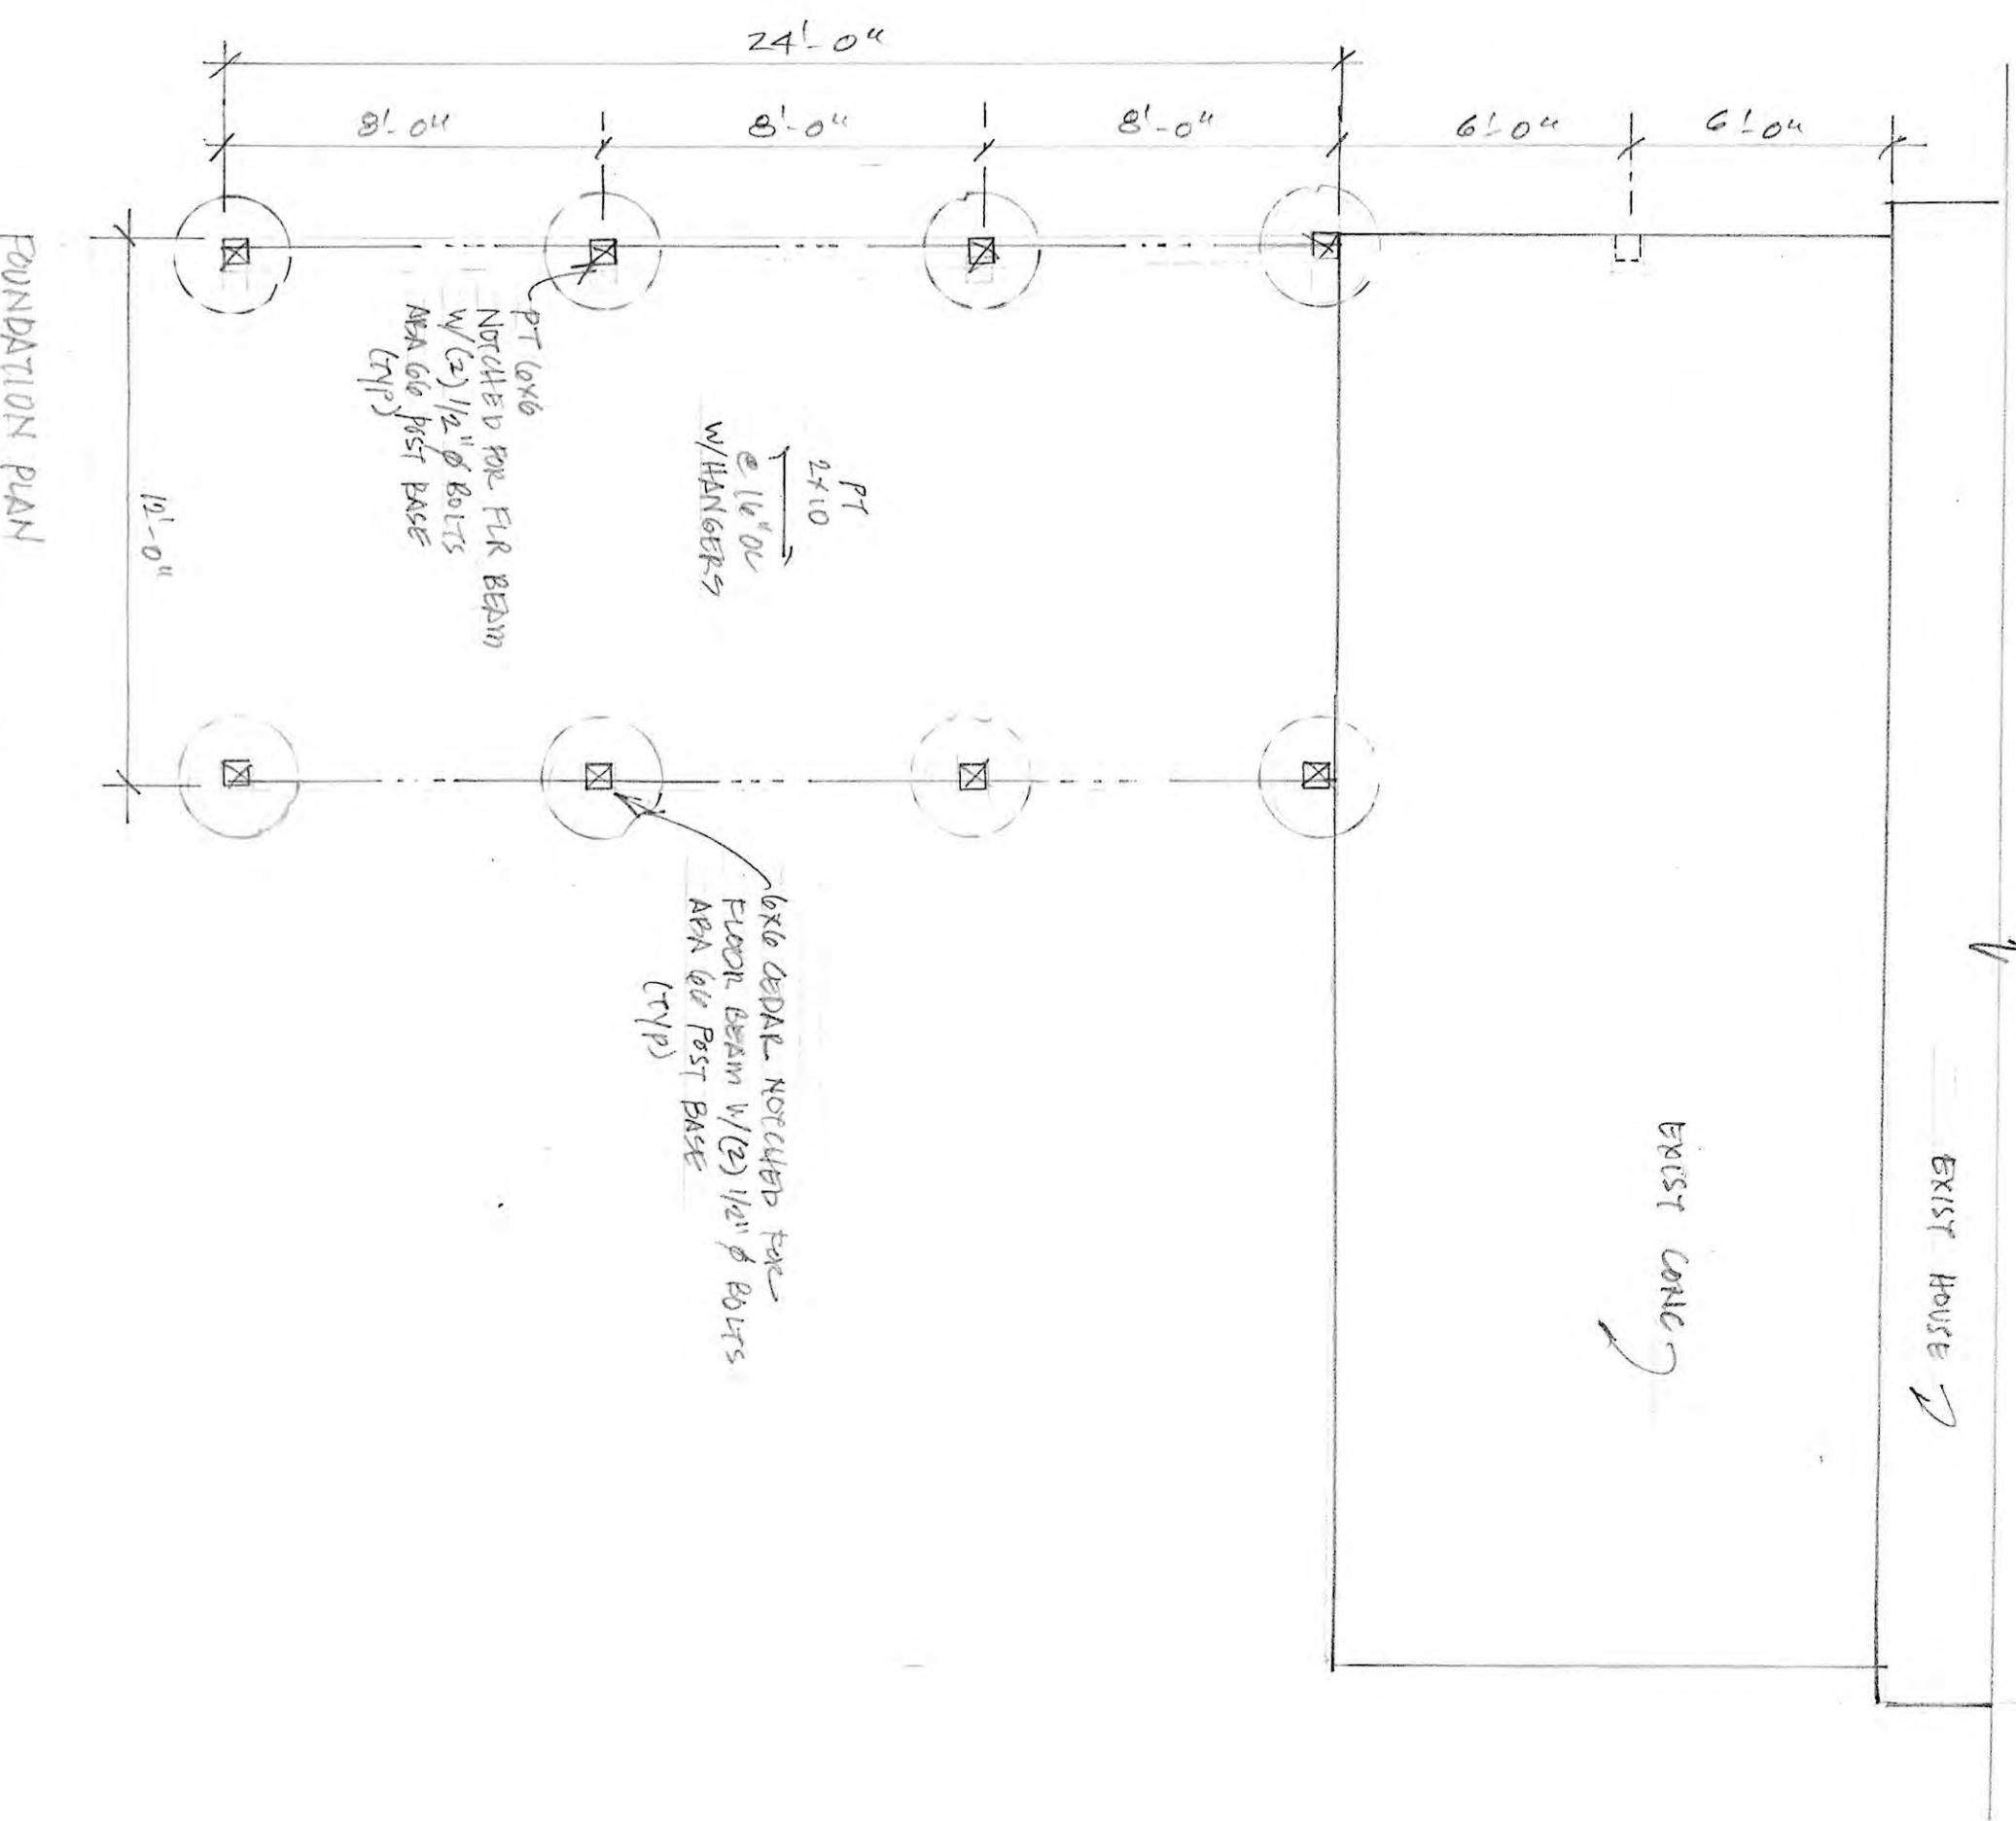 24'-0"
8'-0"
8'-0"
8'-0"
6'-0"
6'-0"
PT 6X6
NOTCHED FOR FLR BEAM
W/(2) 1/2" ø BOLTS
ABA 66 POST BASE
(TYP)
PT
2X10
@ 16" OC
W/HANGERS
12'-0"
6X6 CEDAR NOTCHED FOR
FLOOR BEAM W/(2) 1/2" ø BOLTS
ABA 66 POST BASE
(TYP)
EXIST CONC
EXIST HOUSE
FOUNDATION PLAN